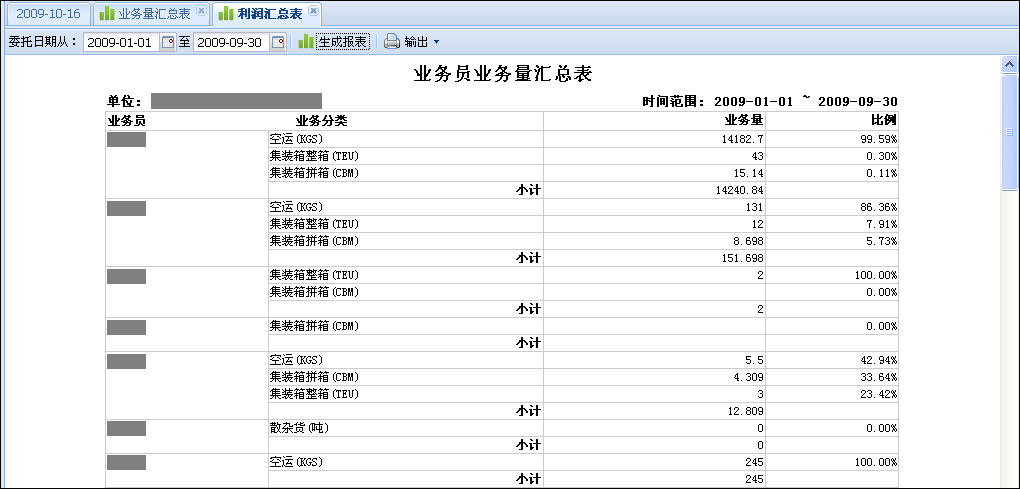 2009-10-16 业务量汇总表 利润汇总表
委托日期从： 2009-01-01 至 2009-09-30 生成报表 输出
业务员业务量汇总表
单位： 时间范围： 2009-01-01 ~ 2009-09-30
业务员 业务分类 业务量 比例
空运(KGS) 14182.7 99.59%
集装箱整箱(TEU) 43 0.30%
集装箱拼箱(CBM) 15.14 0.11%
小计 14240.84
空运(KGS) 131 86.36%
集装箱整箱(TEU) 12 7.91%
集装箱拼箱(CBM) 8.698 5.73%
小计 151.698
集装箱整箱(TEU) 2 100.00%
集装箱拼箱(CBM) 0.00%
小计 2
集装箱拼箱(CBM) 0.00%
小计
空运(KGS) 5.5 42.94%
集装箱拼箱(CBM) 4.309 33.64%
集装箱整箱(TEU) 3 23.42%
小计 12.809
散杂货(吨) 0 0.00%
小计 0
空运(KGS) 245 100.00%
小计 245